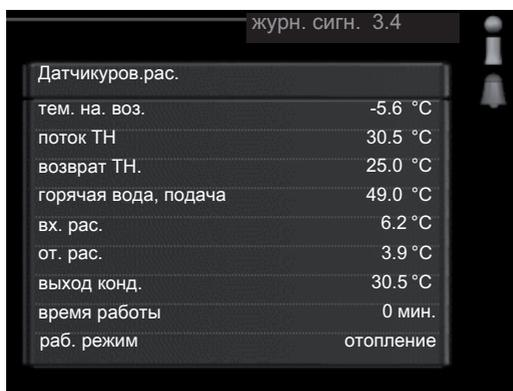 журн. сигн. 3.4
Датчикуров.рас.
тем. на. воз. -5.6 °C
поток ТН 30.5 °C
возврат ТН. 25.0 °C
горячая вода, подача 49.0 °C
вх. рас. 6.2 °C
от. рас. 3.9 °C
выход конд. 30.5 °C
время работы 0 мин.
раб. режим отопление